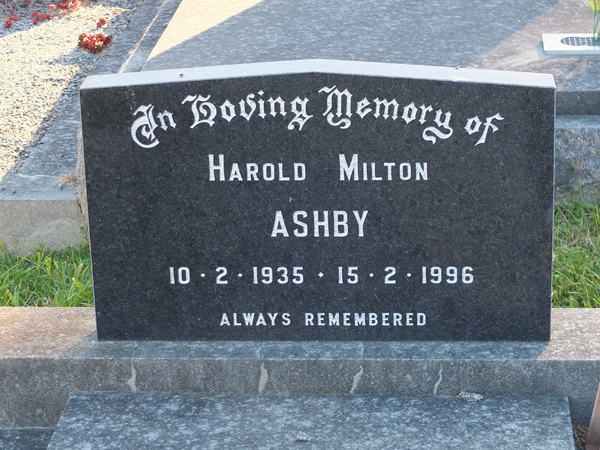 In Loving Memory of
HAROLD MILTON
ASHBY
10·2·1935 · 15·2·1996
ALWAYS REMEMBERED